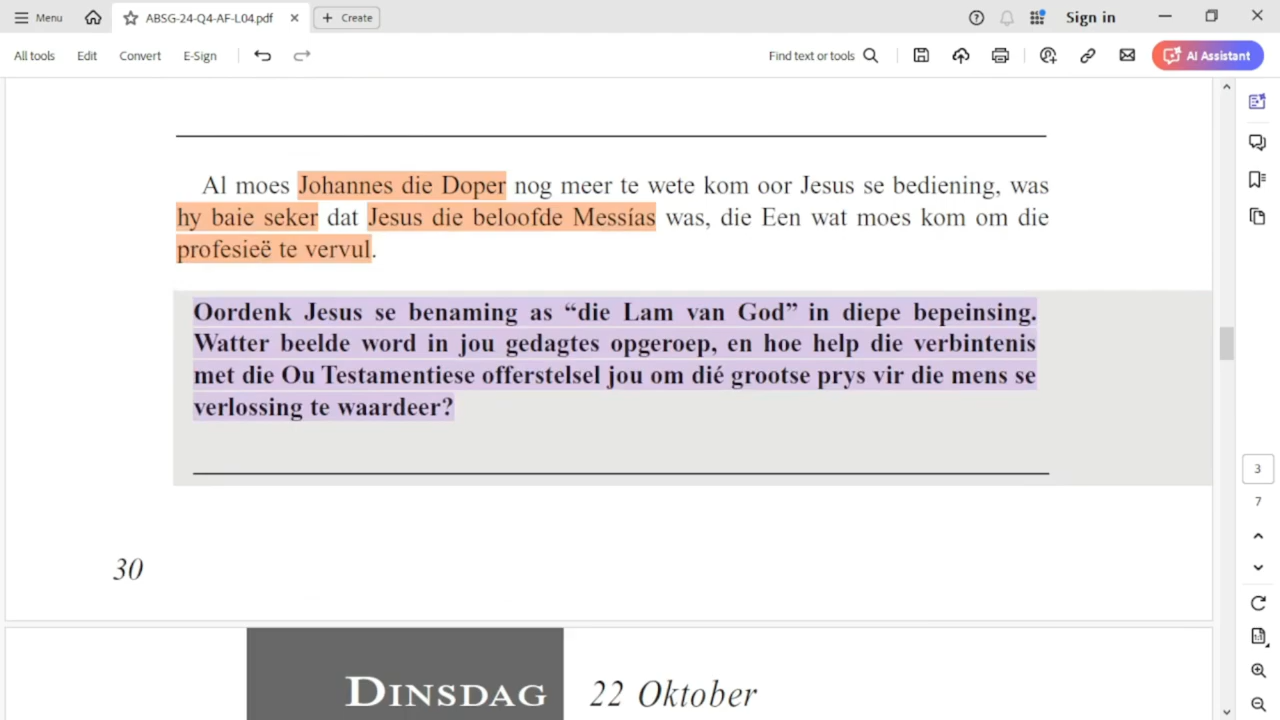 Menu
ABSG-24-Q4-AF-L04.pdf
Create
Sign in
All tools
Edit
Convert
E-Sign
Find text or tools
AI Assistant
Al moes Johannes die Doper nog meer te wete kom oor Jesus se bediening, was
hy baie seker dat Jesus die beloofde Messías was, die Een wat moes kom om die
profesieë te vervul.
Oordenk Jesus se benaming as “die Lam van God” in diepe bepeinsing.
Watter beelde word in jou gedagtes opgeroep, en hoe help die verbintenis
met die Ou Testamentiese offerstelsel jou om dié grootse prys vir die mens se
verlossing te waardeer?
3
7
30
DINSDAG 22 Oktober